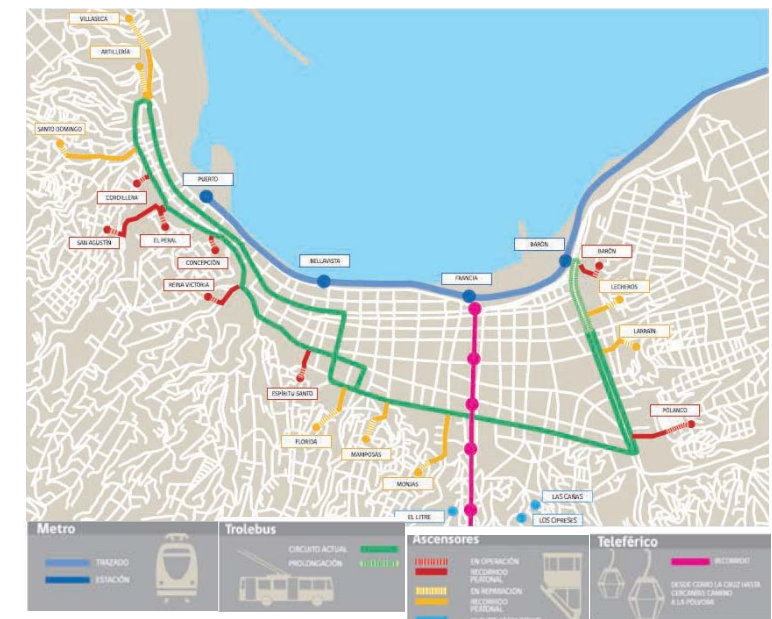 VILLASECA
ARTILLERÍA
SANTO DOMINGO
CORDILLERA
PUERTO
SAN AGUSTÍN
EL PERAL
CONCEPCIÓN
REINA VICTORIA
BELLAVISTA
BARÓN
BARÓN
FRANCIA
LECHEROS
LARRAÍN
ESPÍRITU SANTO
POLANCO
FLORIDA
MARIPOSAS
MONJAS
LAS CAÑAS
EL LITRE
LOS CIPRESES
Metro
TRAZADO
ESTACIÓN
Trolebus
CIRCUITO ACTUAL
PROLONGACIÓN
Ascensores
EN OPERACIÓN
RECORRIDO
PEATONAL
EN REPARACIÓN
RECORRIDO
PEATONAL
Teleférico
RECORRIDO
DESDE CERRO LA CRUZ HASTA
CERCANÍAS CAMINO
A LA PÓLVORA